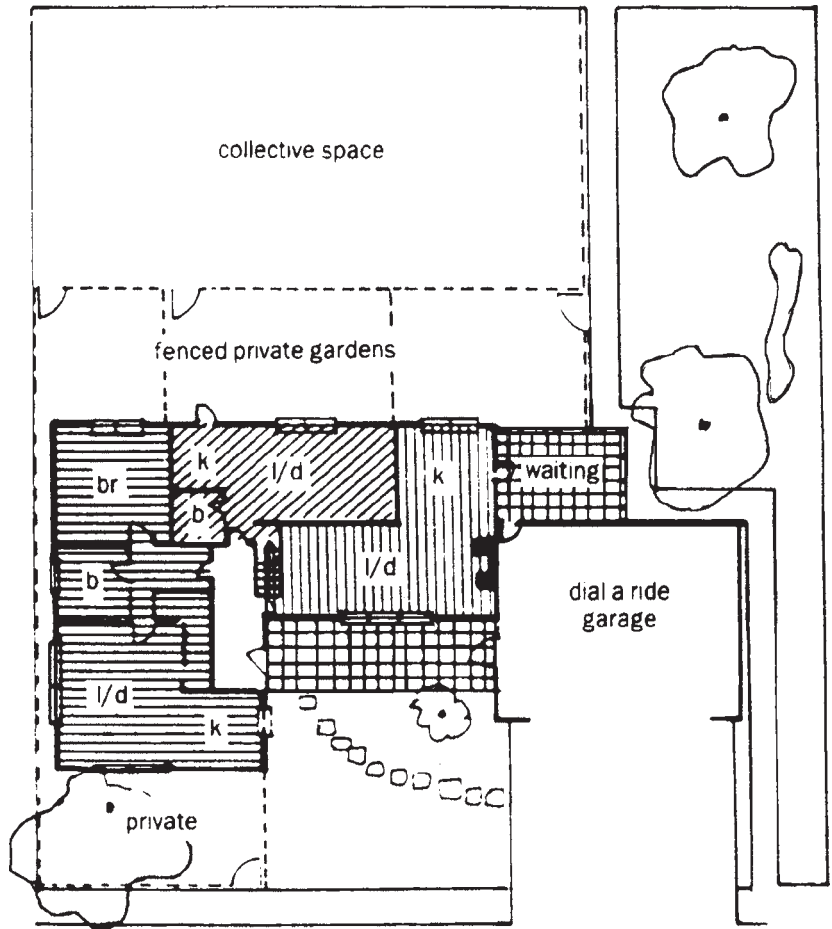 collective space
fenced private gardens
br
k
l/d
k
waiting
b
b
l/d
dial a ride
garage
l/d
k
private